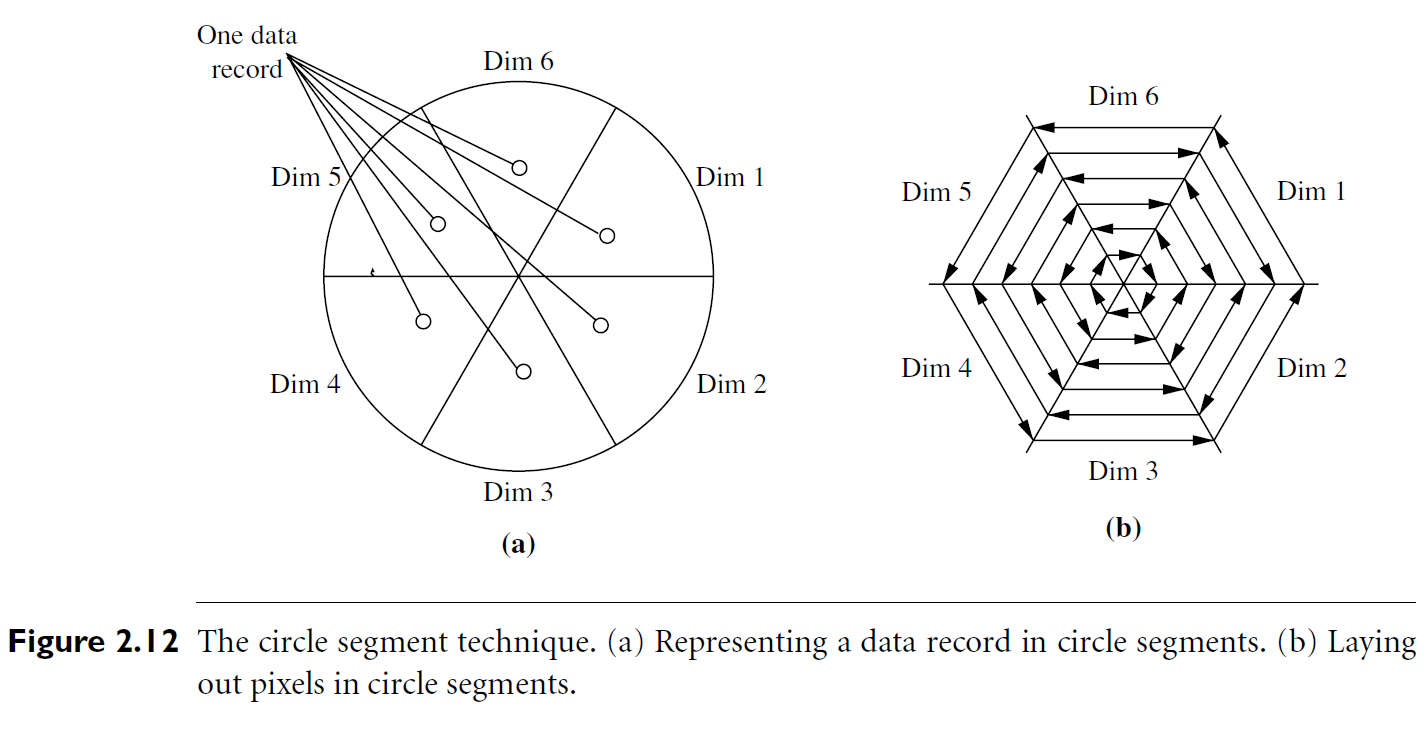 One data
record
Dim 6
Dim 5
Dim 1
Dim 4
Dim 2
Dim 3
(a)
Dim 6
Dim 5
Dim 1
Dim 4
Dim 2
Dim 3
(b)
Figure 2.12 The circle segment technique. (a) Representing a data record in circle segments. (b) Laying
out pixels in circle segments.